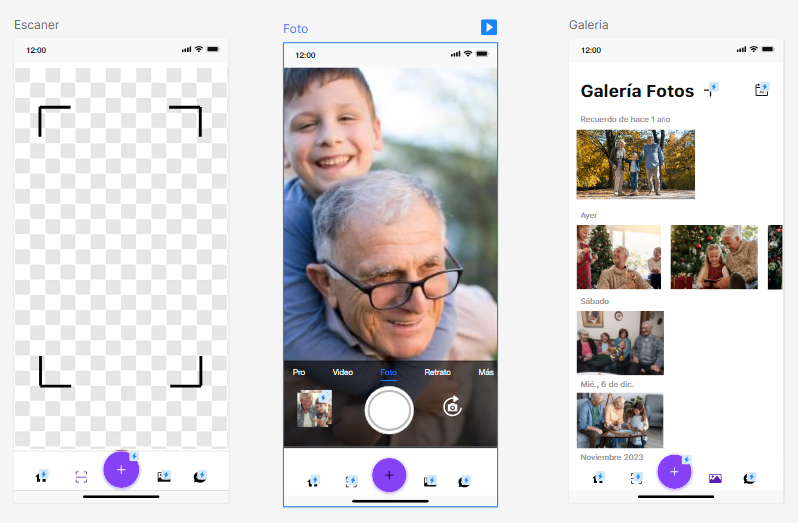 Escaner
12:00
Foto
12:00
Pro Video Foto Retrato Más
Galeria
12:00
Galería Fotos
Recuerdo de hace 1 año
Ayer
Sábado
Mié., 6 de dic.
Noviembre 2023